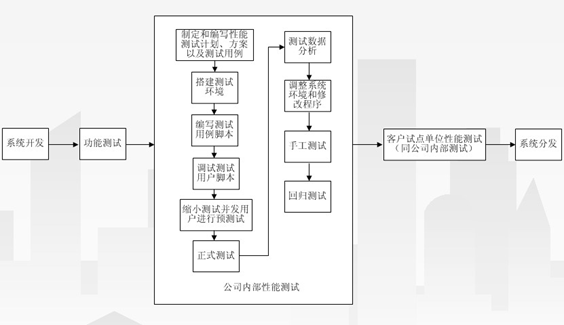 系统开发
功能测试
制定和编写性能
测试计划、方案
以及测试用例
搭建测试
环境
编写测试
用例脚本
调试测试
用户脚本
缩小测试并发用
户进行预测试
正式测试
测试数据
分析
调整系统
环境和修
改程序
手工测试
回归测试
公司内部性能测试
客户试点单位性能测试
（同公司内部测试）
系统分发